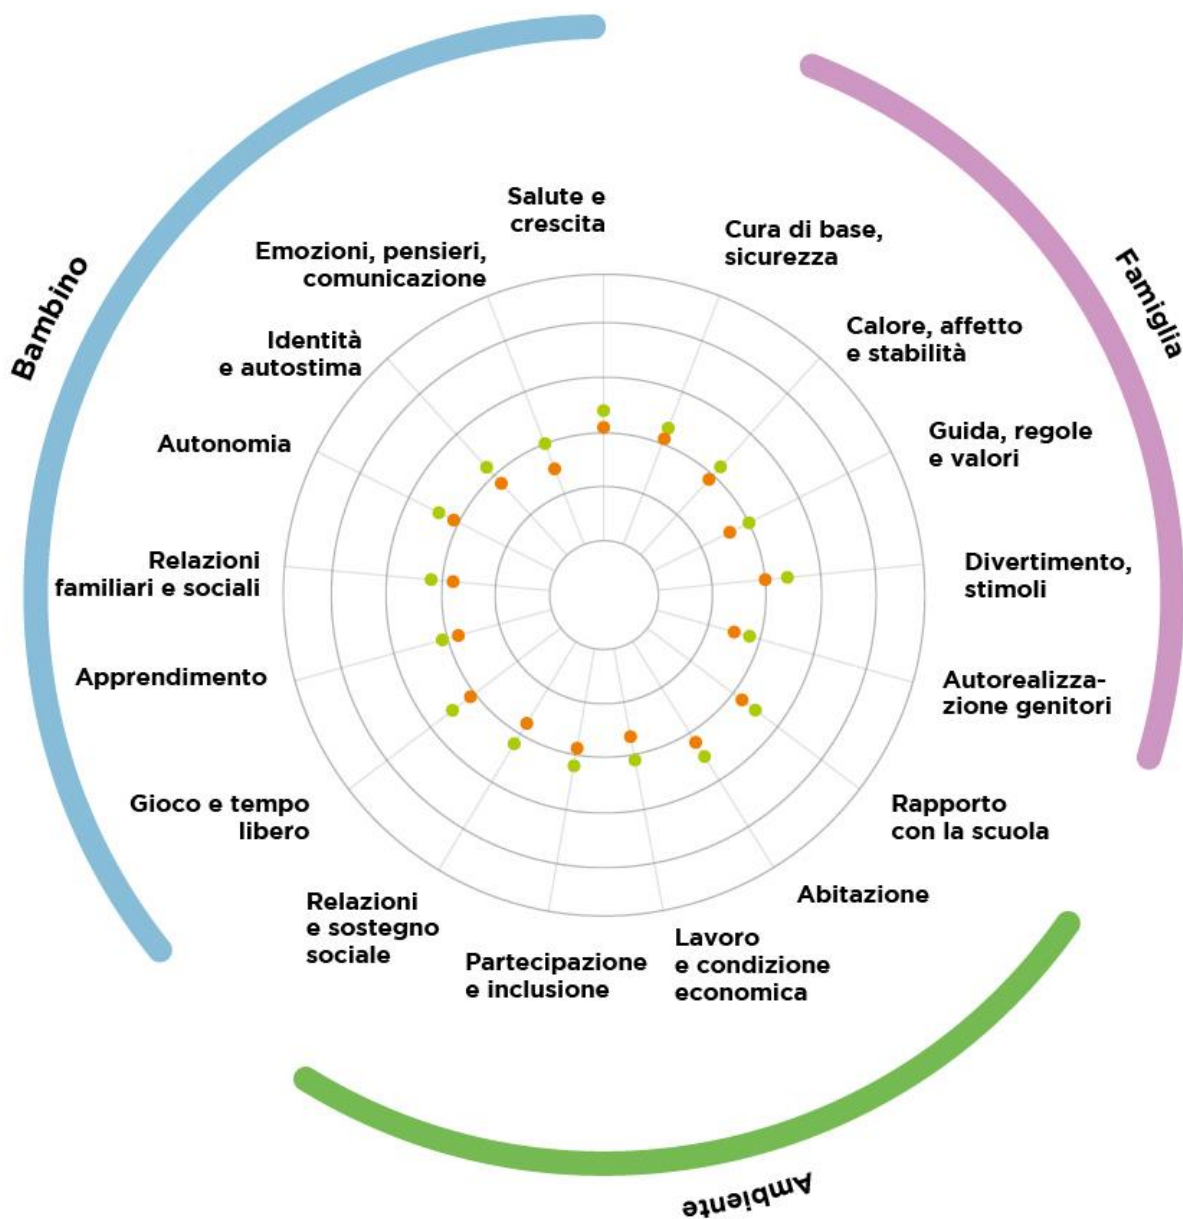 Bambino
Famiglia
Ambiente
Salute e
crescita
Cura di base,
sicurezza
Calore, affetto
e stabilità
Guida, regole
e valori
Divertimento,
stimoli
Autorealizza-
zione genitori
Rapporto
con la scuola
Abitazione
Lavoro
e condizione
economica
Partecipazione
e inclusione
Relazioni
e sostegno
sociale
Gioco e tempo
libero
Apprendimento
Relazioni
familiari e sociali
Autonomia
Identità
e autostima
Emozioni, pensieri,
comunicazione